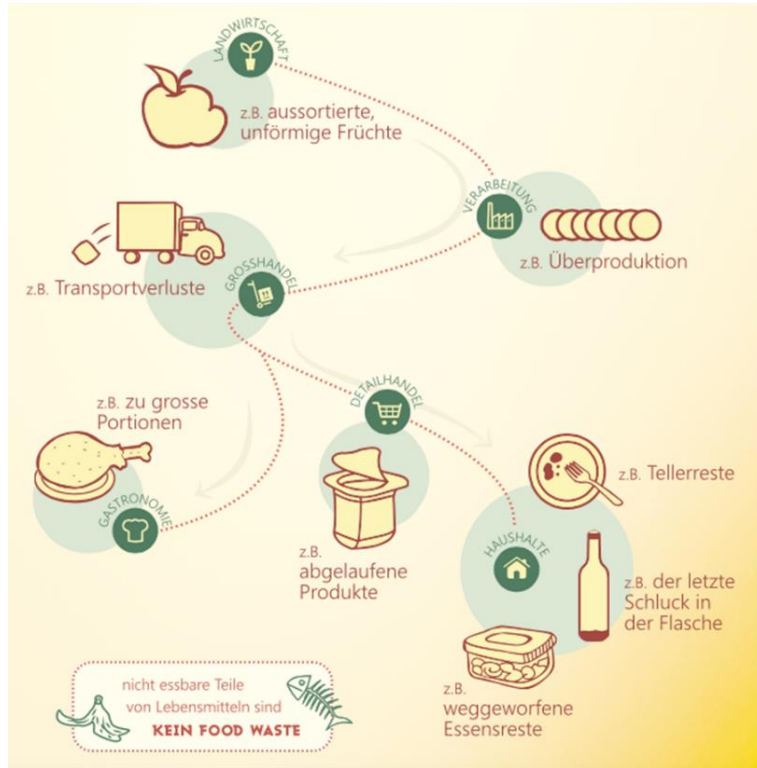 LANDWIRTSCHAFT
z.B. aussortierte,
unförmige Früchte
VERARBEITUNG
z.B. Überproduktion
GROSSHANDEL
z.B. Transportverluste
DETAILHANDEL
z.B. zu grosse
Portionen
GASTRONOMIE
z.B.
abgelaufene
Produkte
z.B. Tellerreste
HAUSHALTE
z.B. der letzte
Schluck in
der Flasche
z.B.
weggeworfene
Essensreste
nicht essbare Teile
von Lebensmitteln sind
KEIN FOOD WASTE